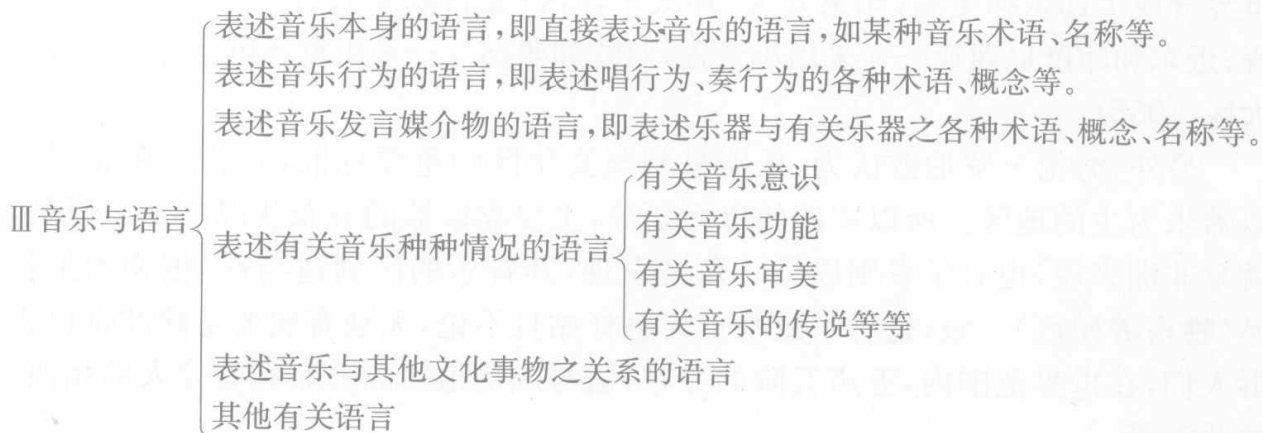 表述音乐本身的语言,即直接表达音乐的语言,如某种音乐术语、名称等。
表述音乐行为的语言,即表述唱行为、奏行为的各种术语、概念等。
表述音乐发言媒介物的语言,即表述乐器与有关乐器之各种术语、概念、名称等。
Ⅲ音乐与语言
表述有关音乐种种情况的语言
有关音乐意识
有关音乐功能
有关音乐审美
有关音乐的传说等等
表述音乐与其他文化事物之关系的语言
其他有关语言